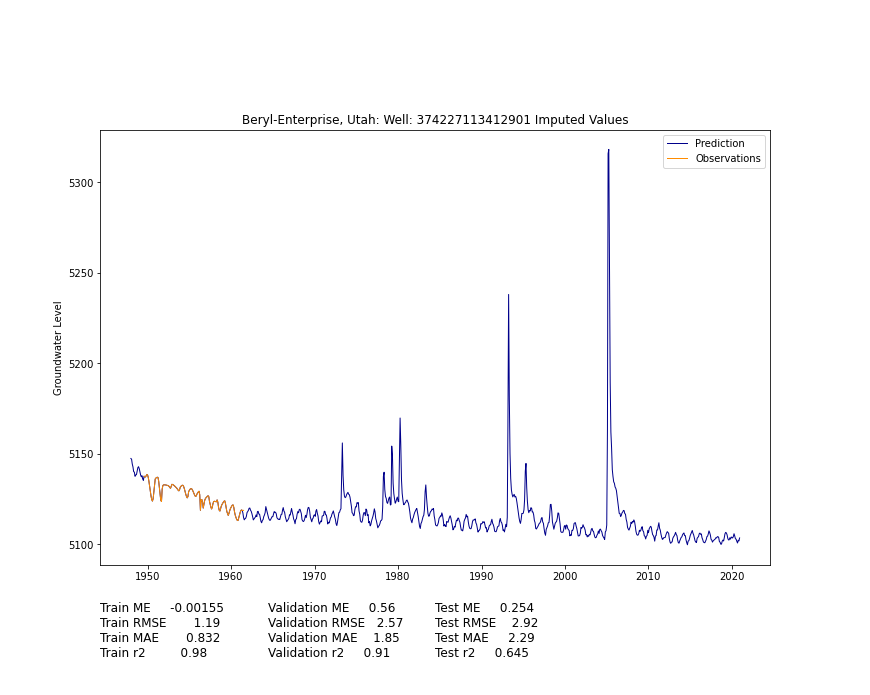 Beryl-Enterprise, Utah: Well: 374227113412901 Imputed Values
Prediction
Observations
5300
5250
5200
5150
5100
Groundwater Level
1950 1960 1970 1980 1990 2000 2010 2020
Train ME -0.00155 Validation ME 0.56 Test ME 0.254
Train RMSE 1.19 Validation RMSE 2.57 Test RMSE 2.92
Train MAE 0.832 Validation MAE 1.85 Test MAE 2.29
Train r2 0.98 Validation r2 0.91 Test r2 0.645